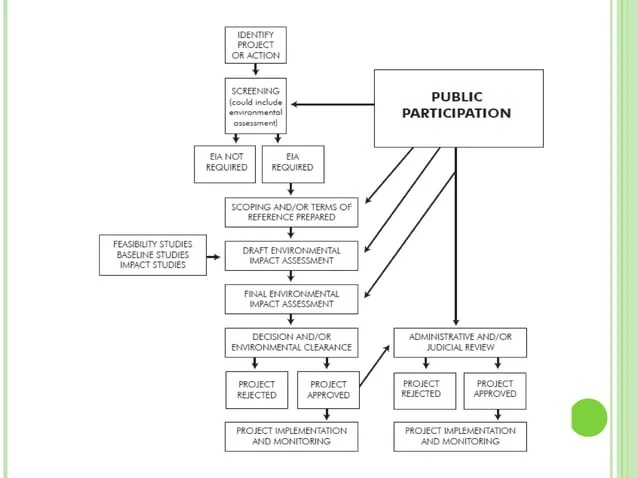 IDENTIFY
PROJECT
OR ACTION
SCREENING
(could include
environmental
assessment)
PUBLIC
PARTICIPATION
EIA NOT
REQUIRED
EIA
REQUIRED
SCOPING AND/OR TERMS OF
REFERENCE PREPARED
FEASIBILITY STUDIES
BASELINE STUDIES
IMPACT STUDIES
DRAFT ENVIRONMENTAL
IMPACT ASSESSMENT
FINAL ENVIRONMENTAL
IMPACT ASSESSMENT
DECISION AND/OR
ENVIRONMENTAL CLEARANCE
ADMINISTRATIVE AND/OR
JUDICIAL REVIEW
PROJECT
REJECTED
PROJECT
APPROVED
PROJECT
REJECTED
PROJECT
APPROVED
PROJECT IMPLEMENTATION
AND MONITORING
PROJECT IMPLEMENTATION
AND MONITORING